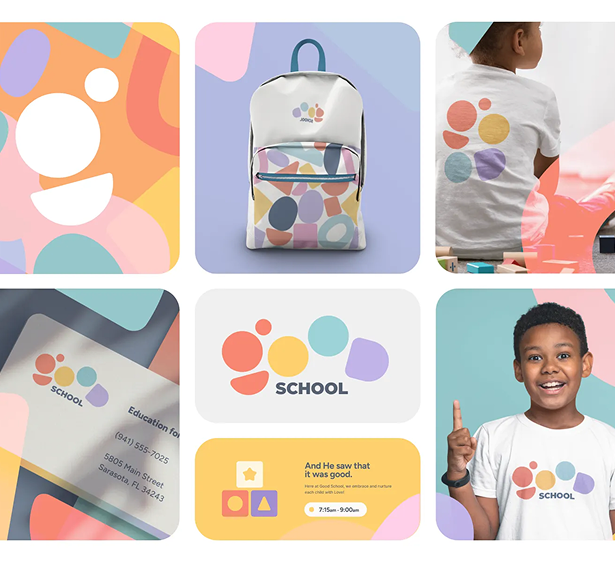 SCHOOL
Education for
(941) 555-7025
5805 Main Street
Sarasota, FL 34243
SCHOOL
And He saw that
it was good.
Here at Good School, we embrace and nurture
each child with Love!
7:15am - 9:00am
SCHOOL